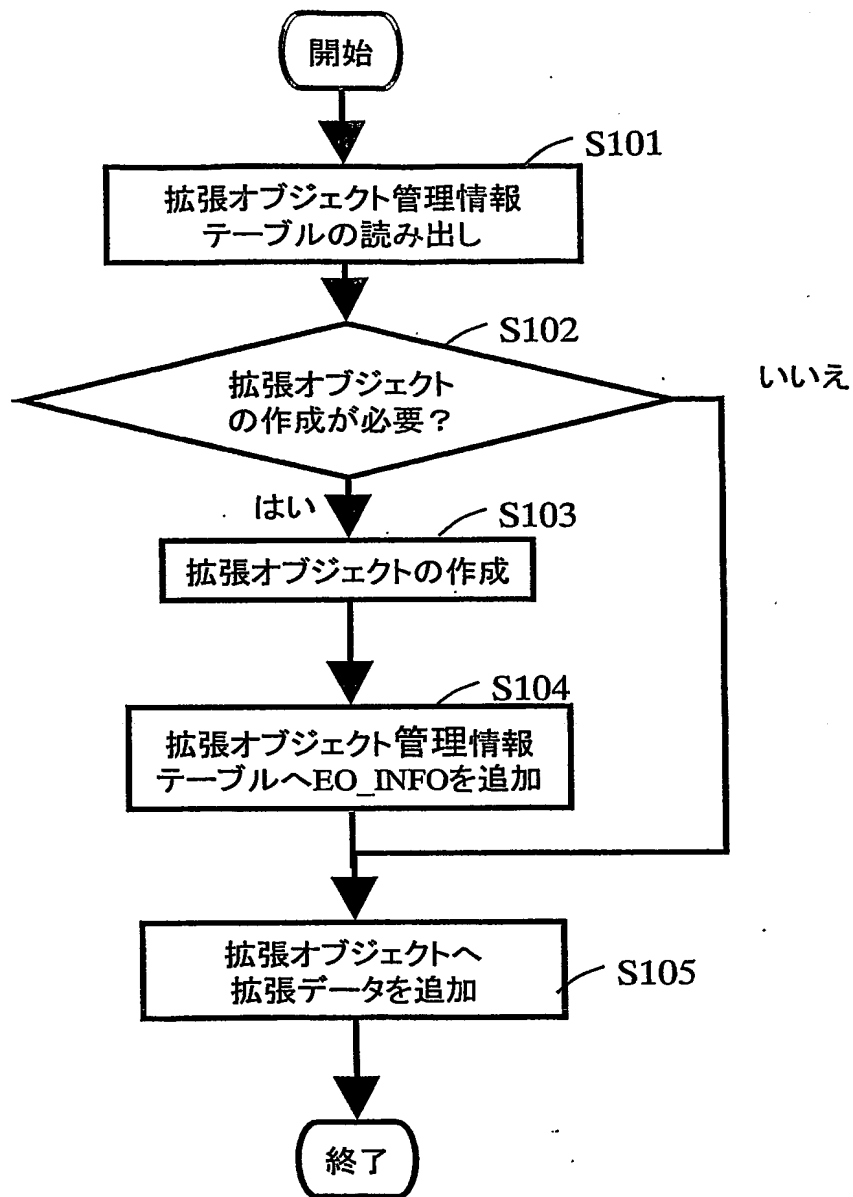 開始
S101
拡張オブジェクト管理情報
テーブルの読み出し
S102
拡張オブジェクト
の作成が必要？
いいえ
はい
S103
拡張オブジェクトの作成
S104
拡張オブジェクト管理情報
テーブルへEO_INFOを追加
拡張オブジェクトへ
拡張データを追加
S105
終了